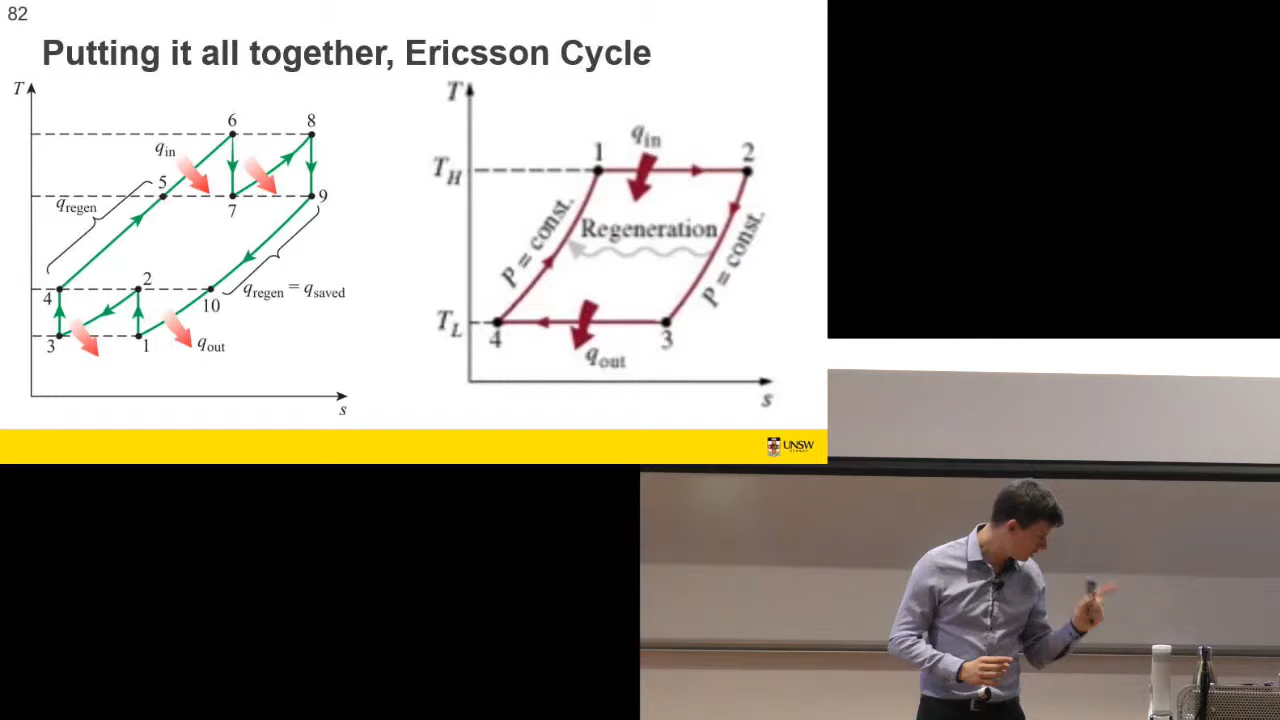 82
Putting it all together, Ericsson Cycle
T
6
8
q_in
5
7
9
q_regen
4
2
10
q_regen = q_saved
3
1
q_out
s
T
q_in
1
2
T_H
Regeneration
P = const.
P = const.
T_L
4
3
q_out
s
UNSW
SYDNEY